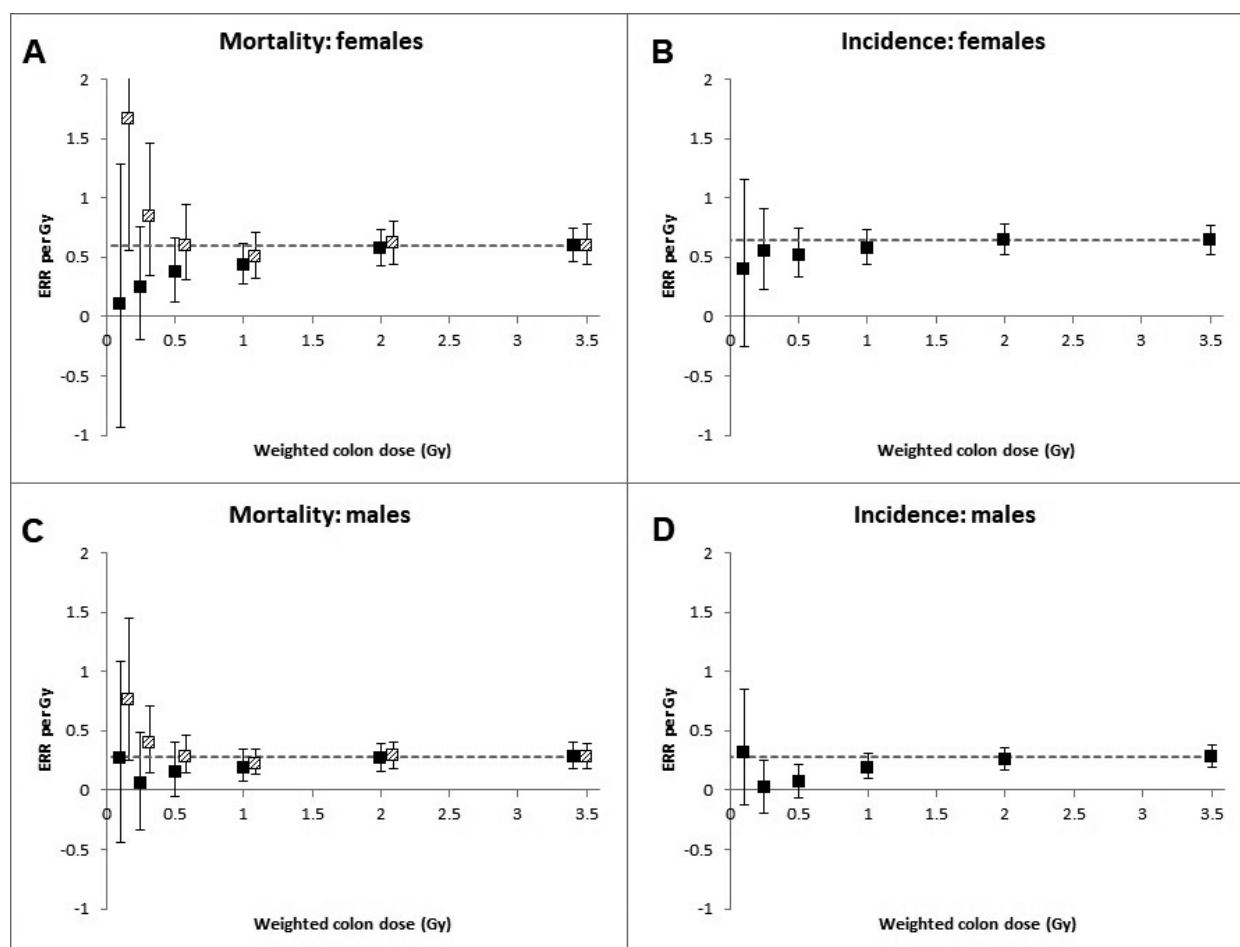 A
Mortality: females
2
1.5
1
0.5
0
-0.5
-1
0 0.5 1 1.5 2 2.5 3 3.5
ERR per Gy
Weighted colon dose (Gy)
B
Incidence: females
2
1.5
1
0.5
0
-0.5
-1
0 0.5 1 1.5 2 2.5 3 3.5
ERR per Gy
Weighted colon dose (Gy)
C
Mortality: males
2
1.5
1
0.5
0
-0.5
-1
0 0.5 1 1.5 2 2.5 3 3.5
ERR per Gy
Weighted colon dose (Gy)
D
Incidence: males
2
1.5
1
0.5
0
-0.5
-1
0 0.5 1 1.5 2 2.5 3 3.5
ERR per Gy
Weighted colon dose (Gy)